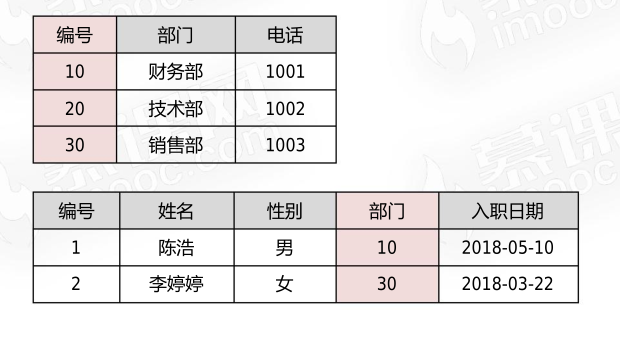 编号 部门 电话
10 财务部 1001
20 技术部 1002
30 销售部 1003
编号 姓名 性别 部门 入职日期
1 陈浩 男 10 2018-05-10
2 李婷婷 女 30 2018-03-22